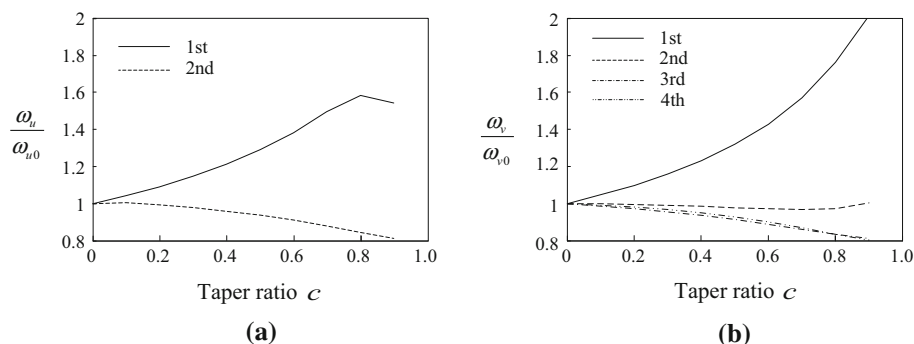 2
1.8
1.6
1.4
1.2
1
0.8
0 0.2 0.4 0.6 0.8 1.0
1st
2nd
ω_u
ω_u0
Taper ratio c
(a)
2
1.8
1.6
1.4
1.2
1
0.8
0 0.2 0.4 0.6 0.8 1.0
1st
2nd
3rd
4th
ω_v
ω_v0
Taper ratio c
(b)